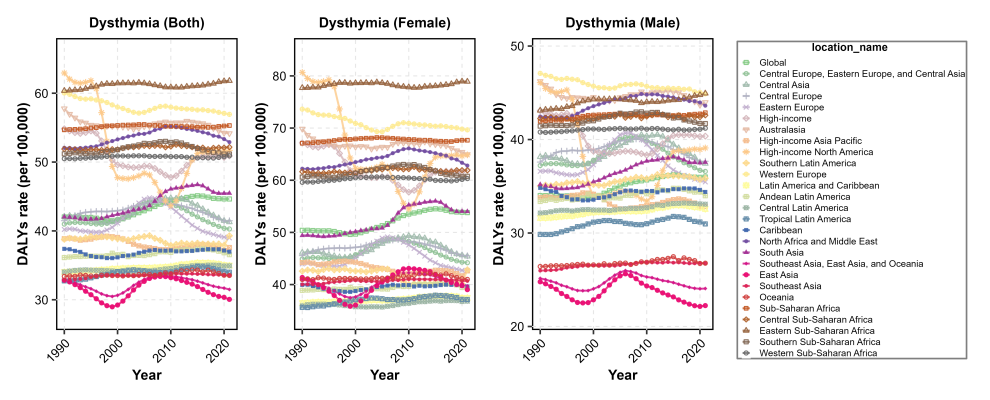 Dysthymia (Both)
Dysthymia (Female)
Dysthymia (Male)
DALYs rate (per 100,000)
60
50
40
30
1990
2000
2010
2020
Year
DALYs rate (per 100,000)
80
70
60
50
40
1990
2000
2010
2020
Year
DALYs rate (per 100,000)
50
40
30
20
1990
2000
2010
2020
Year
location_name
Global
Central Europe, Eastern Europe, and Central Asia
Central Asia
Central Europe
Eastern Europe
High-income
Australasia
High-income Asia Pacific
High-income North America
Southern Latin America
Western Europe
Latin America and Caribbean
Andean Latin America
Central Latin America
Tropical Latin America
Caribbean
North Africa and Middle East
South Asia
Southeast Asia, East Asia, and Oceania
East Asia
Southeast Asia
Oceania
Sub-Saharan Africa
Central Sub-Saharan Africa
Eastern Sub-Saharan Africa
Southern Sub-Saharan Africa
Western Sub-Saharan Africa